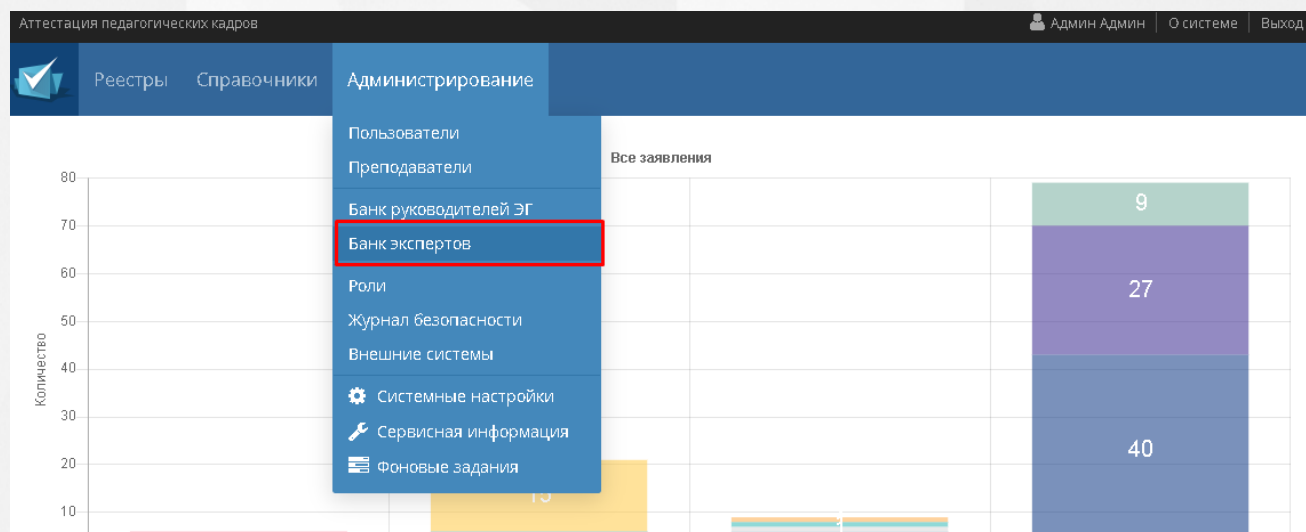 Аттестация педагогических кадров
Админ Админ О системе Выход
Реестры Справочники Администрирование
Пользователи
Преподаватели
Банк руководителей ЭГ
Банк экспертов
Роли
Журнал безопасности
Внешние системы
Системные настройки
Сервисная информация
Фоновые задания
Все заявления
Количество
80
70
60
50
40
30
20
10
15
9
27
40